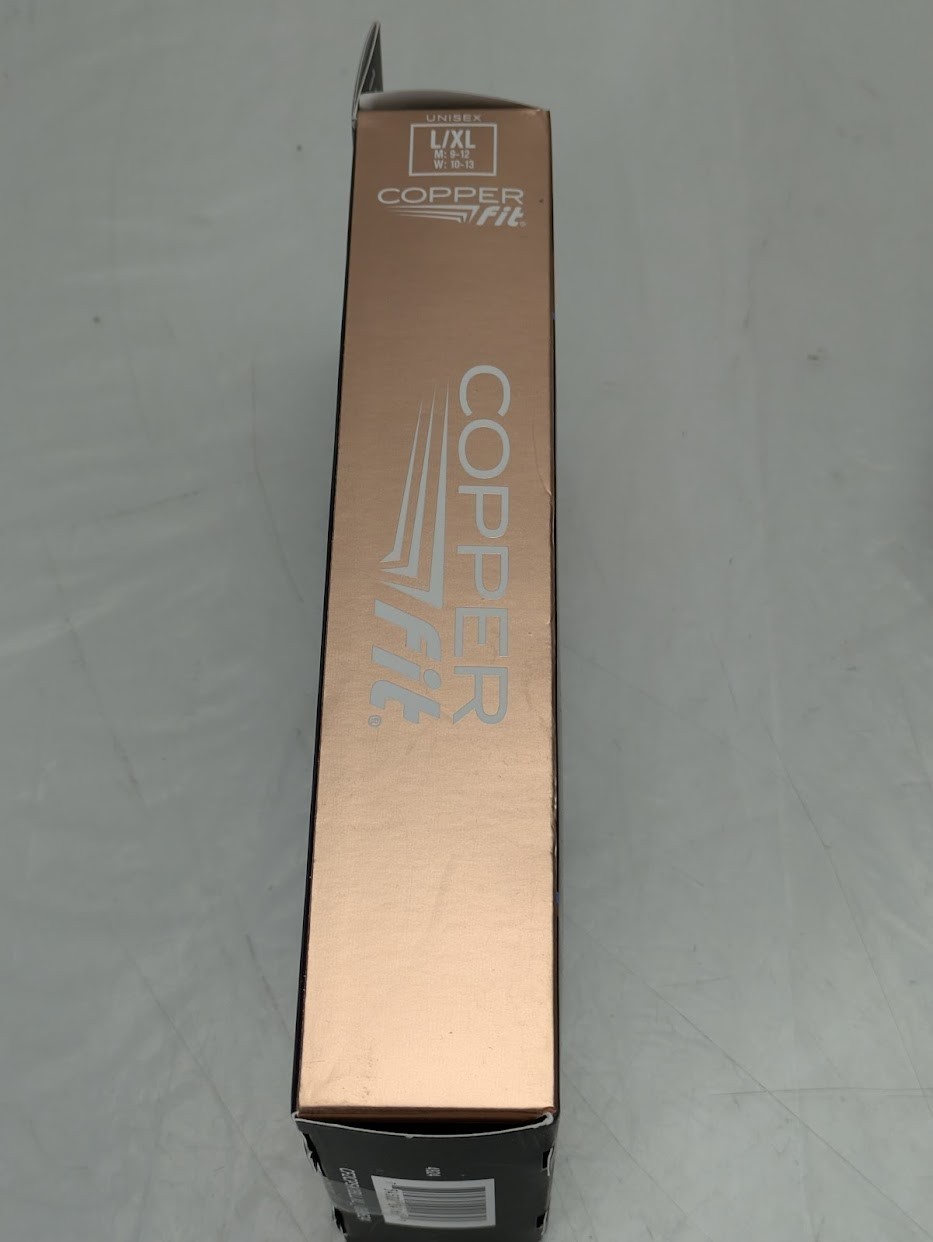 UNISEX
L/XL
M: 9-12
W: 10-13
COPPER
fit®
COPPER
fit®